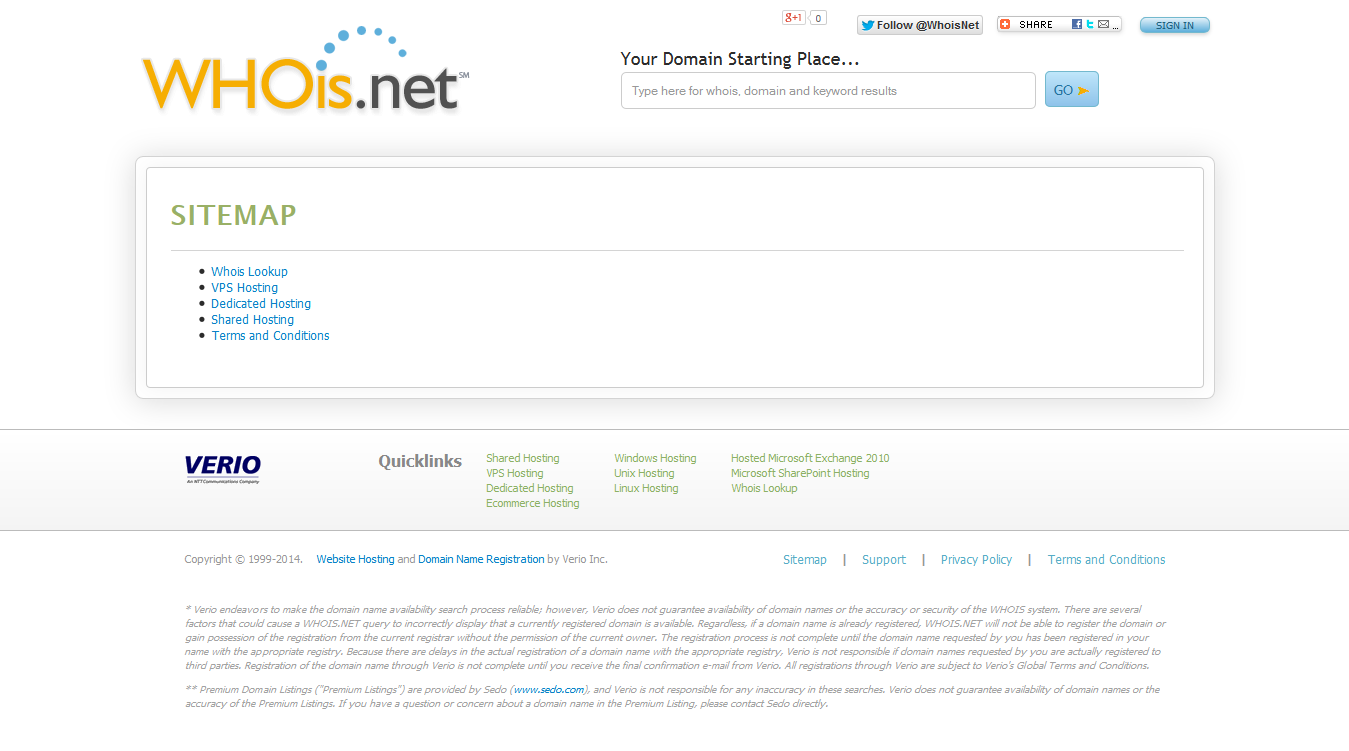 g+1 0
Follow @WhoisNet
SHARE ...
SIGN IN
WHOis.net SM
Your Domain Starting Place...
Type here for whois, domain and keyword results
GO
SITEMAP
Whois Lookup
VPS Hosting
Dedicated Hosting
Shared Hosting
Terms and Conditions
VERIO
An NTT Communications Company
Quicklinks
Shared Hosting
VPS Hosting
Dedicated Hosting
Ecommerce Hosting
Windows Hosting
Unix Hosting
Linux Hosting
Hosted Microsoft Exchange 2010
Microsoft SharePoint Hosting
Whois Lookup
Copyright © 1999-2014. Website Hosting and Domain Name Registration by Verio Inc.
Sitemap | Support | Privacy Policy | Terms and Conditions
* Verio endeavors to make the domain name availability search process reliable; however, Verio does not guarantee availability of domain names or the accuracy or security of the WHOIS system. There are several
factors that could cause a WHOIS.NET query to incorrectly display that a currently registered domain is available. Regardless, if a domain name is already registered, WHOIS.NET will not be able to register the domain or
gain possession of the registration from the current registrar without the permission of the current owner. The registration process is not complete until the domain name requested by you has been registered in your
name with the appropriate registry. Because there are delays in the actual registration of a domain name with the appropriate registry, Verio is not responsible if domain names requested by you are actually registered to
third parties. Registration of the domain name through Verio is not complete until you receive the final confirmation e-mail from Verio. All registrations through Verio are subject to Verio's Global Terms and Conditions.
** Premium Domain Listings ("Premium Listings") are provided by Sedo (www.sedo.com), and Verio is not responsible for any inaccuracy in these searches. Verio does not guarantee availability of domain names or the
accuracy of the Premium Listings. If you have a question or concern about a domain name in the Premium Listing, please contact Sedo directly.